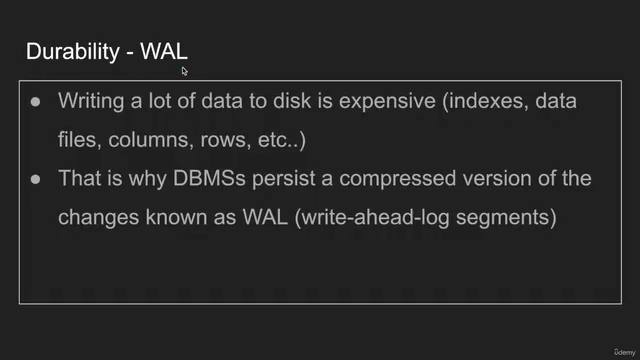 Durability - WAL
● Writing a lot of data to disk is expensive (indexes, data
files, columns, rows, etc..)
● That is why DBMSs persist a compressed version of the
changes known as WAL (write-ahead-log segments)
ûdemy